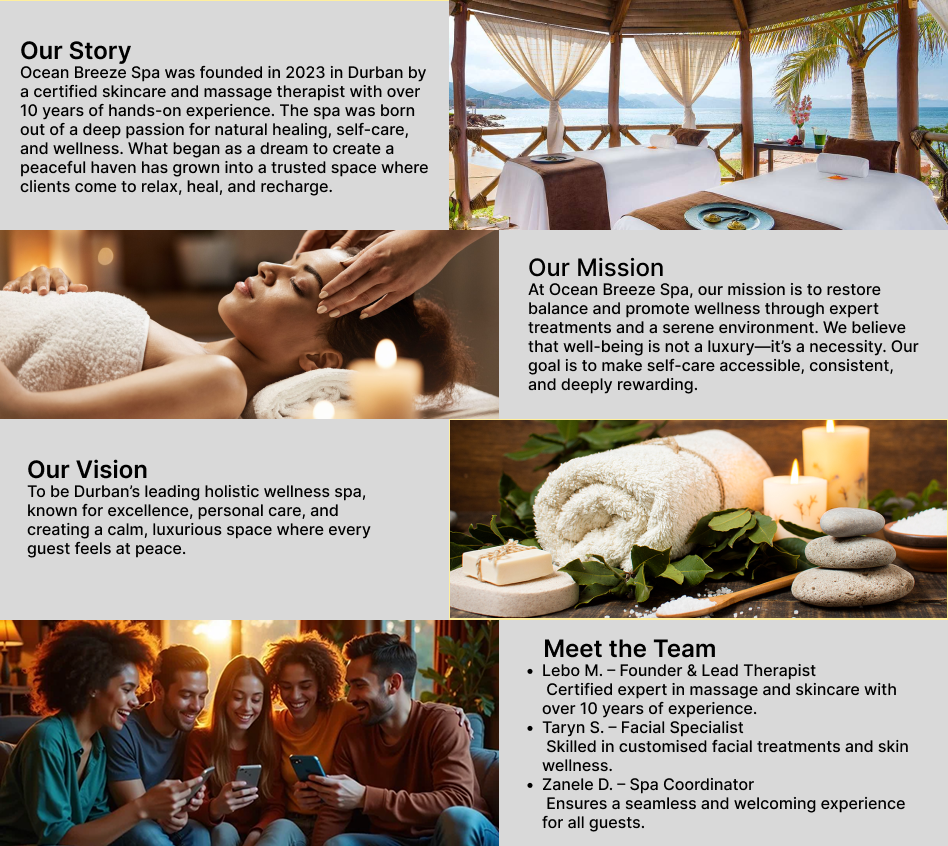 Our Story
Ocean Breeze Spa was founded in 2023 in Durban by
a certified skincare and massage therapist with over
10 years of hands-on experience. The spa was born
out of a deep passion for natural healing, self-care,
and wellness. What began as a dream to create a
peaceful haven has grown into a trusted space where
clients come to relax, heal, and recharge.
Our Mission
At Ocean Breeze Spa, our mission is to restore
balance and promote wellness through expert
treatments and a serene environment. We believe
that well-being is not a luxury—it’s a necessity. Our
goal is to make self-care accessible, consistent,
and deeply rewarding.
Our Vision
To be Durban’s leading holistic wellness spa,
known for excellence, personal care, and
creating a calm, luxurious space where every
guest feels at peace.
Meet the Team
• Lebo M. – Founder & Lead Therapist
Certified expert in massage and skincare with
over 10 years of experience.
• Taryn S. – Facial Specialist
Skilled in customised facial treatments and skin
wellness.
• Zanele D. – Spa Coordinator
Ensures a seamless and welcoming experience
for all guests.